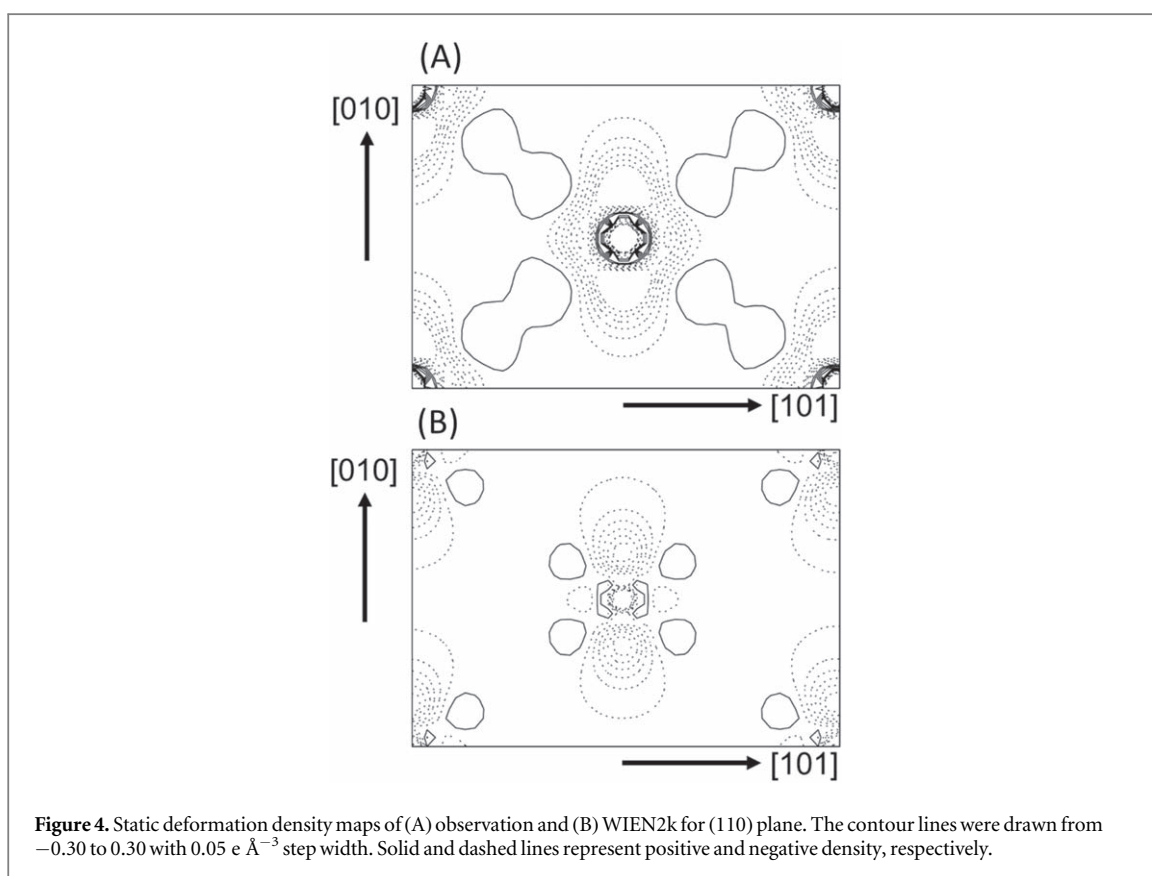 (A)
[010]
[101]
(B)
[010]
[101]
Figure 4. Static deformation density maps of (A) observation and (B) WIEN2k for (110) plane. The contour lines were drawn from
−0.30 to 0.30 with 0.05 e Å⁻³ step width. Solid and dashed lines represent positive and negative density, respectively.